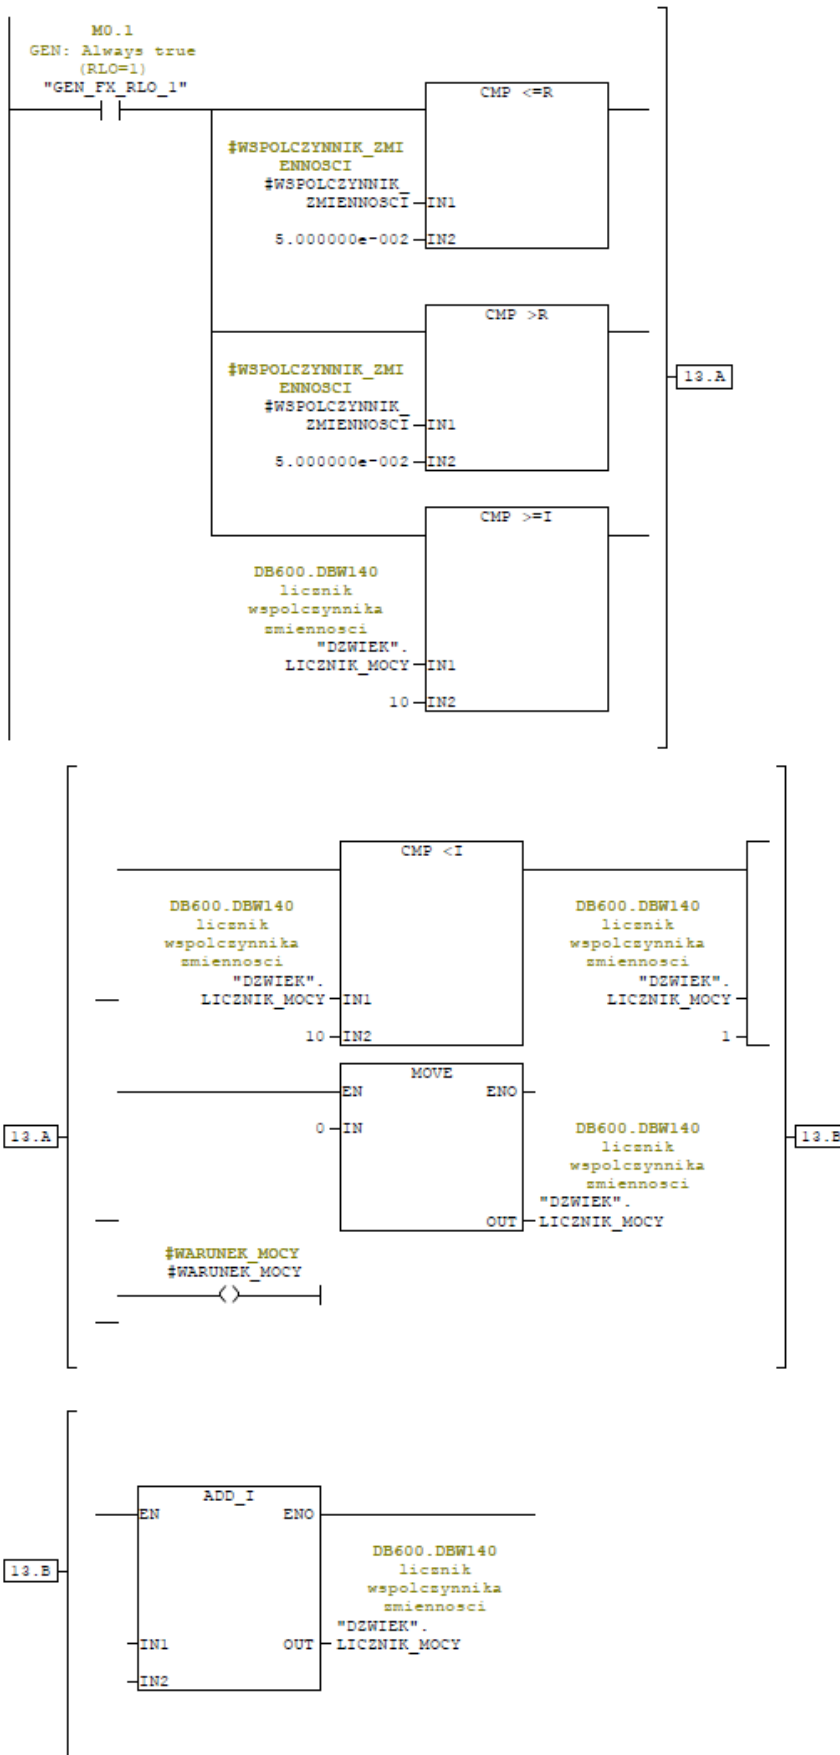 M0.1
GEN: Always true
(RLO=1)
"GEN_FX_RLO_1"
CMP <=R
#WSPOLCZYNNIK_ZMI
ENNOSCI
#WSPOLCZYNNIK_
ZMIENNOSCI
IN1
5.000000e-002
IN2
CMP >R
#WSPOLCZYNNIK_ZMI
ENNOSCI
#WSPOLCZYNNIK_
ZMIENNOSCI
IN1
5.000000e-002
IN2
13.A
CMP >=I
DB600.DBW140
licznik
wspolczynnika
zmiennosci
"DZWIEK".
LICZNIK_MOCY
IN1
10
IN2
CMP <I
DB600.DBW140
licznik
wspolczynnika
zmiennosci
"DZWIEK".
LICZNIK_MOCY
IN1
10
IN2
DB600.DBW140
licznik
wspolczynnika
zmiennosci
"DZWIEK".
LICZNIK_MOCY
1
MOVE
EN
ENO
0
IN
13.A
DB600.DBW140
licznik
wspolczynnika
zmiennosci
"DZWIEK".
OUT
LICZNIK_MOCY
13.B
#WARUNEK_MOCY
#WARUNEK_MOCY
ADD_I
EN
ENO
13.B
DB600.DBW140
licznik
wspolczynnika
zmiennosci
"DZWIEK".
IN1
OUT
LICZNIK_MOCY
IN2